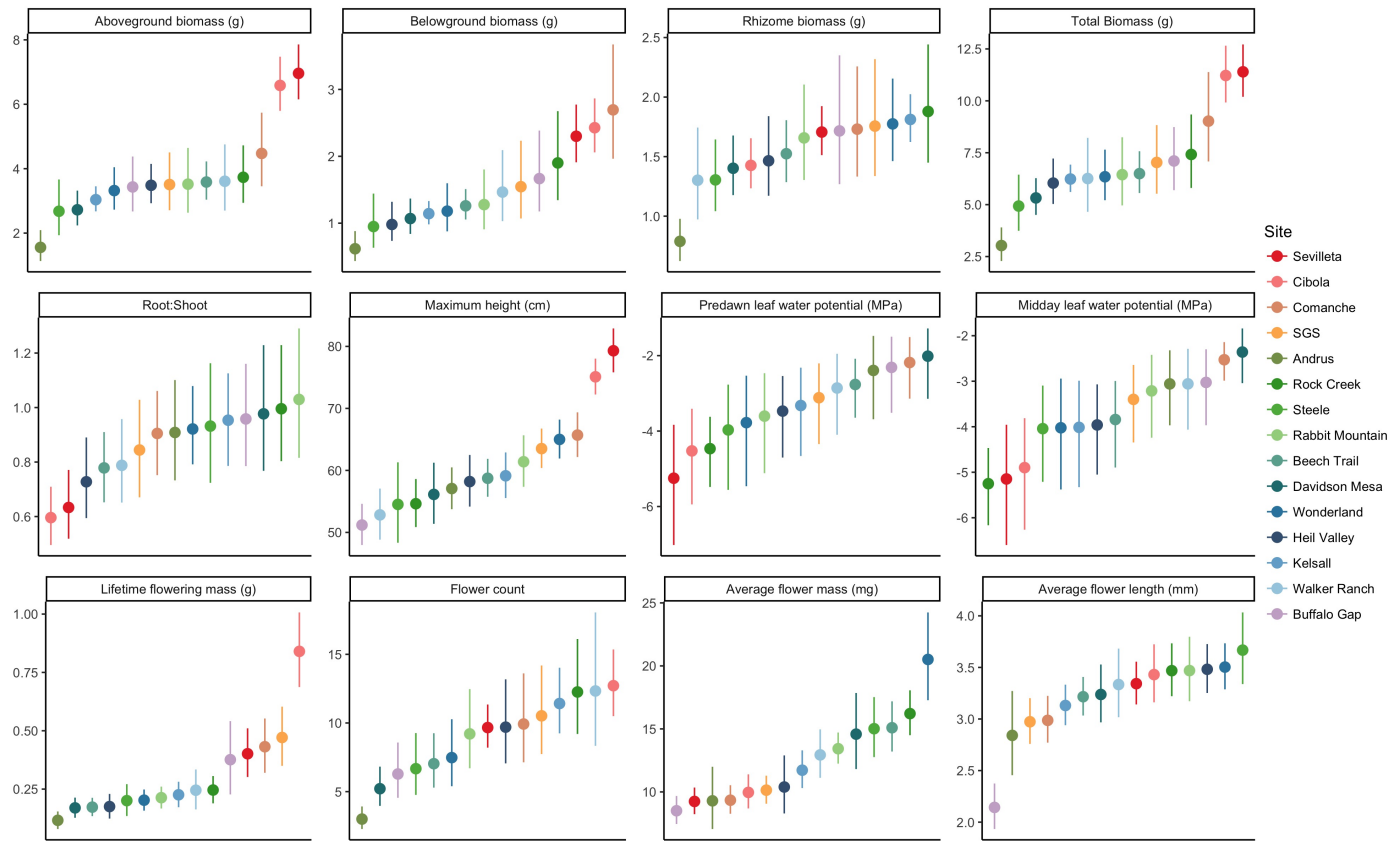 Aboveground biomass (g)
8
6
4
2
Belowground biomass (g)
3
2
1
Rhizome biomass (g)
2.5
2.0
1.5
1.0
Total Biomass (g)
12.5
10.0
7.5
5.0
2.5
Root:Shoot
1.2
1.0
0.8
0.6
Maximum height (cm)
80
70
60
50
Predawn leaf water potential (MPa)
-2
-4
-6
Midday leaf water potential (MPa)
-2
-3
-4
-5
-6
Lifetime flowering mass (g)
1.00
0.75
0.50
0.25
Flower count
15
10
5
Average flower mass (mg)
25
20
15
10
Average flower length (mm)
4.0
3.5
3.0
2.5
2.0
Site
Sevilleta
Cibola
Comanche
SGS
Andrus
Rock Creek
Steele
Rabbit Mountain
Beech Trail
Davidson Mesa
Wonderland
Heil Valley
Kelsall
Walker Ranch
Buffalo Gap